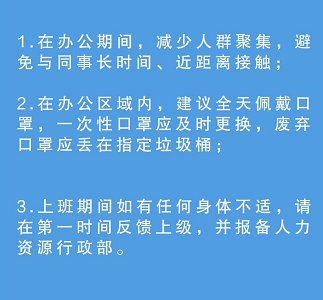 1.在办公期间，减少人群聚集，避
免与同事长时间、近距离接触；
2.在办公区域内，建议全天佩戴口
罩，一次性口罩应及时更换，废弃
口罩应丢在指定垃圾桶；
3.上班期间如有任何身体不适，请
在第一时间反馈上级，并报备人力
资源行政部。